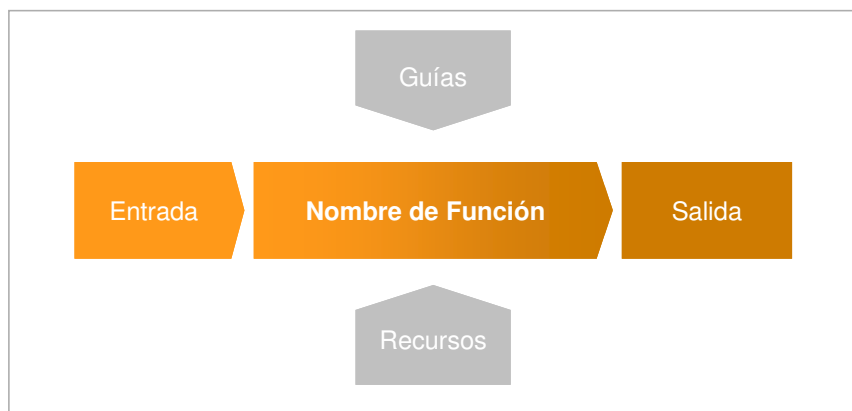 Guías
Entrada
Nombre de Función
Salida
Recursos